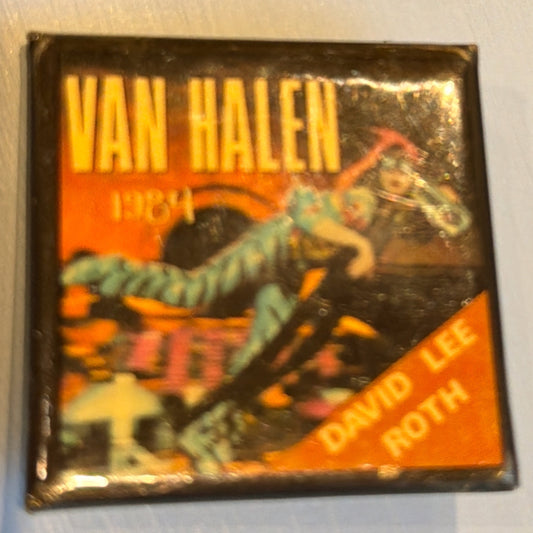 VAN HALEN
1984
DAVID LEE
ROTH